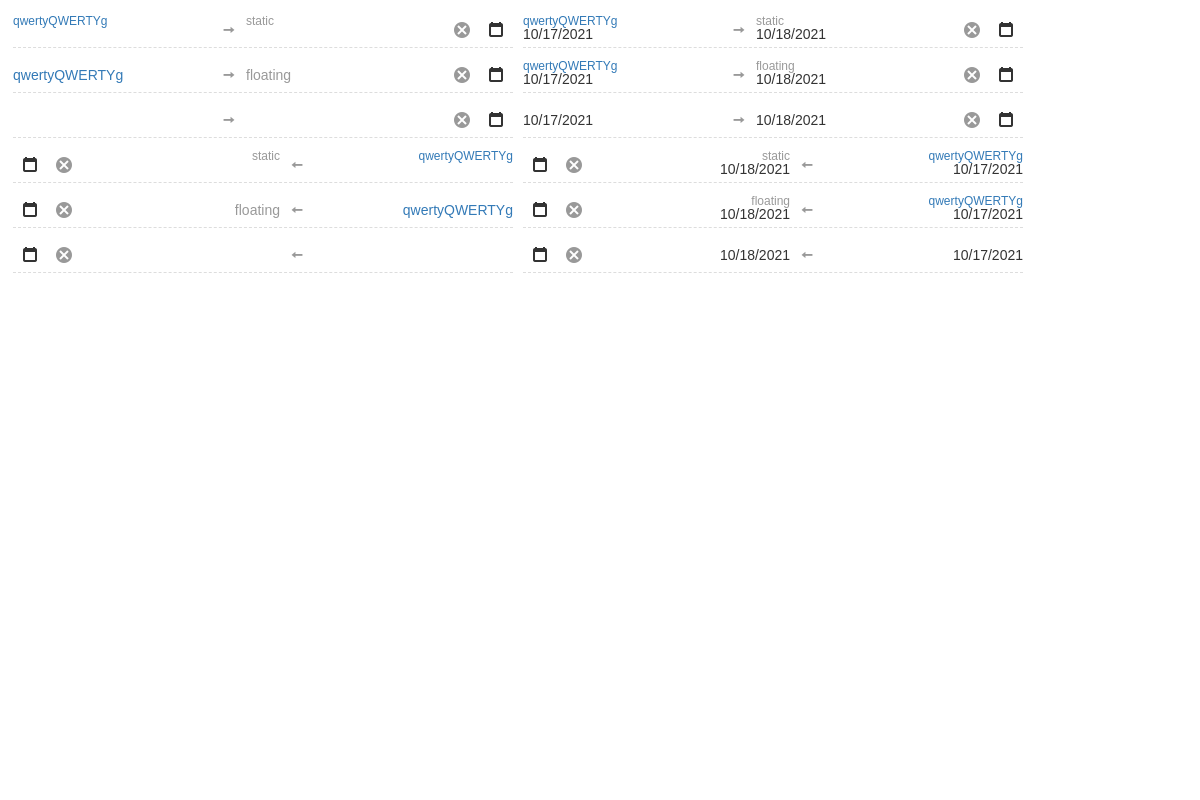 qwertyQWERTYg static qwertyQWERTYg static
10/17/2021 10/18/2021
qwertyQWERTYg floating
qwertyQWERTYg floating 10/17/2021 10/18/2021
10/17/2021 10/18/2021
static qwertyQWERTYg static qwertyQWERTYg
10/18/2021 10/17/2021
floating qwertyQWERTYg
floating qwertyQWERTYg 10/18/2021 10/17/2021
10/18/2021 10/17/2021